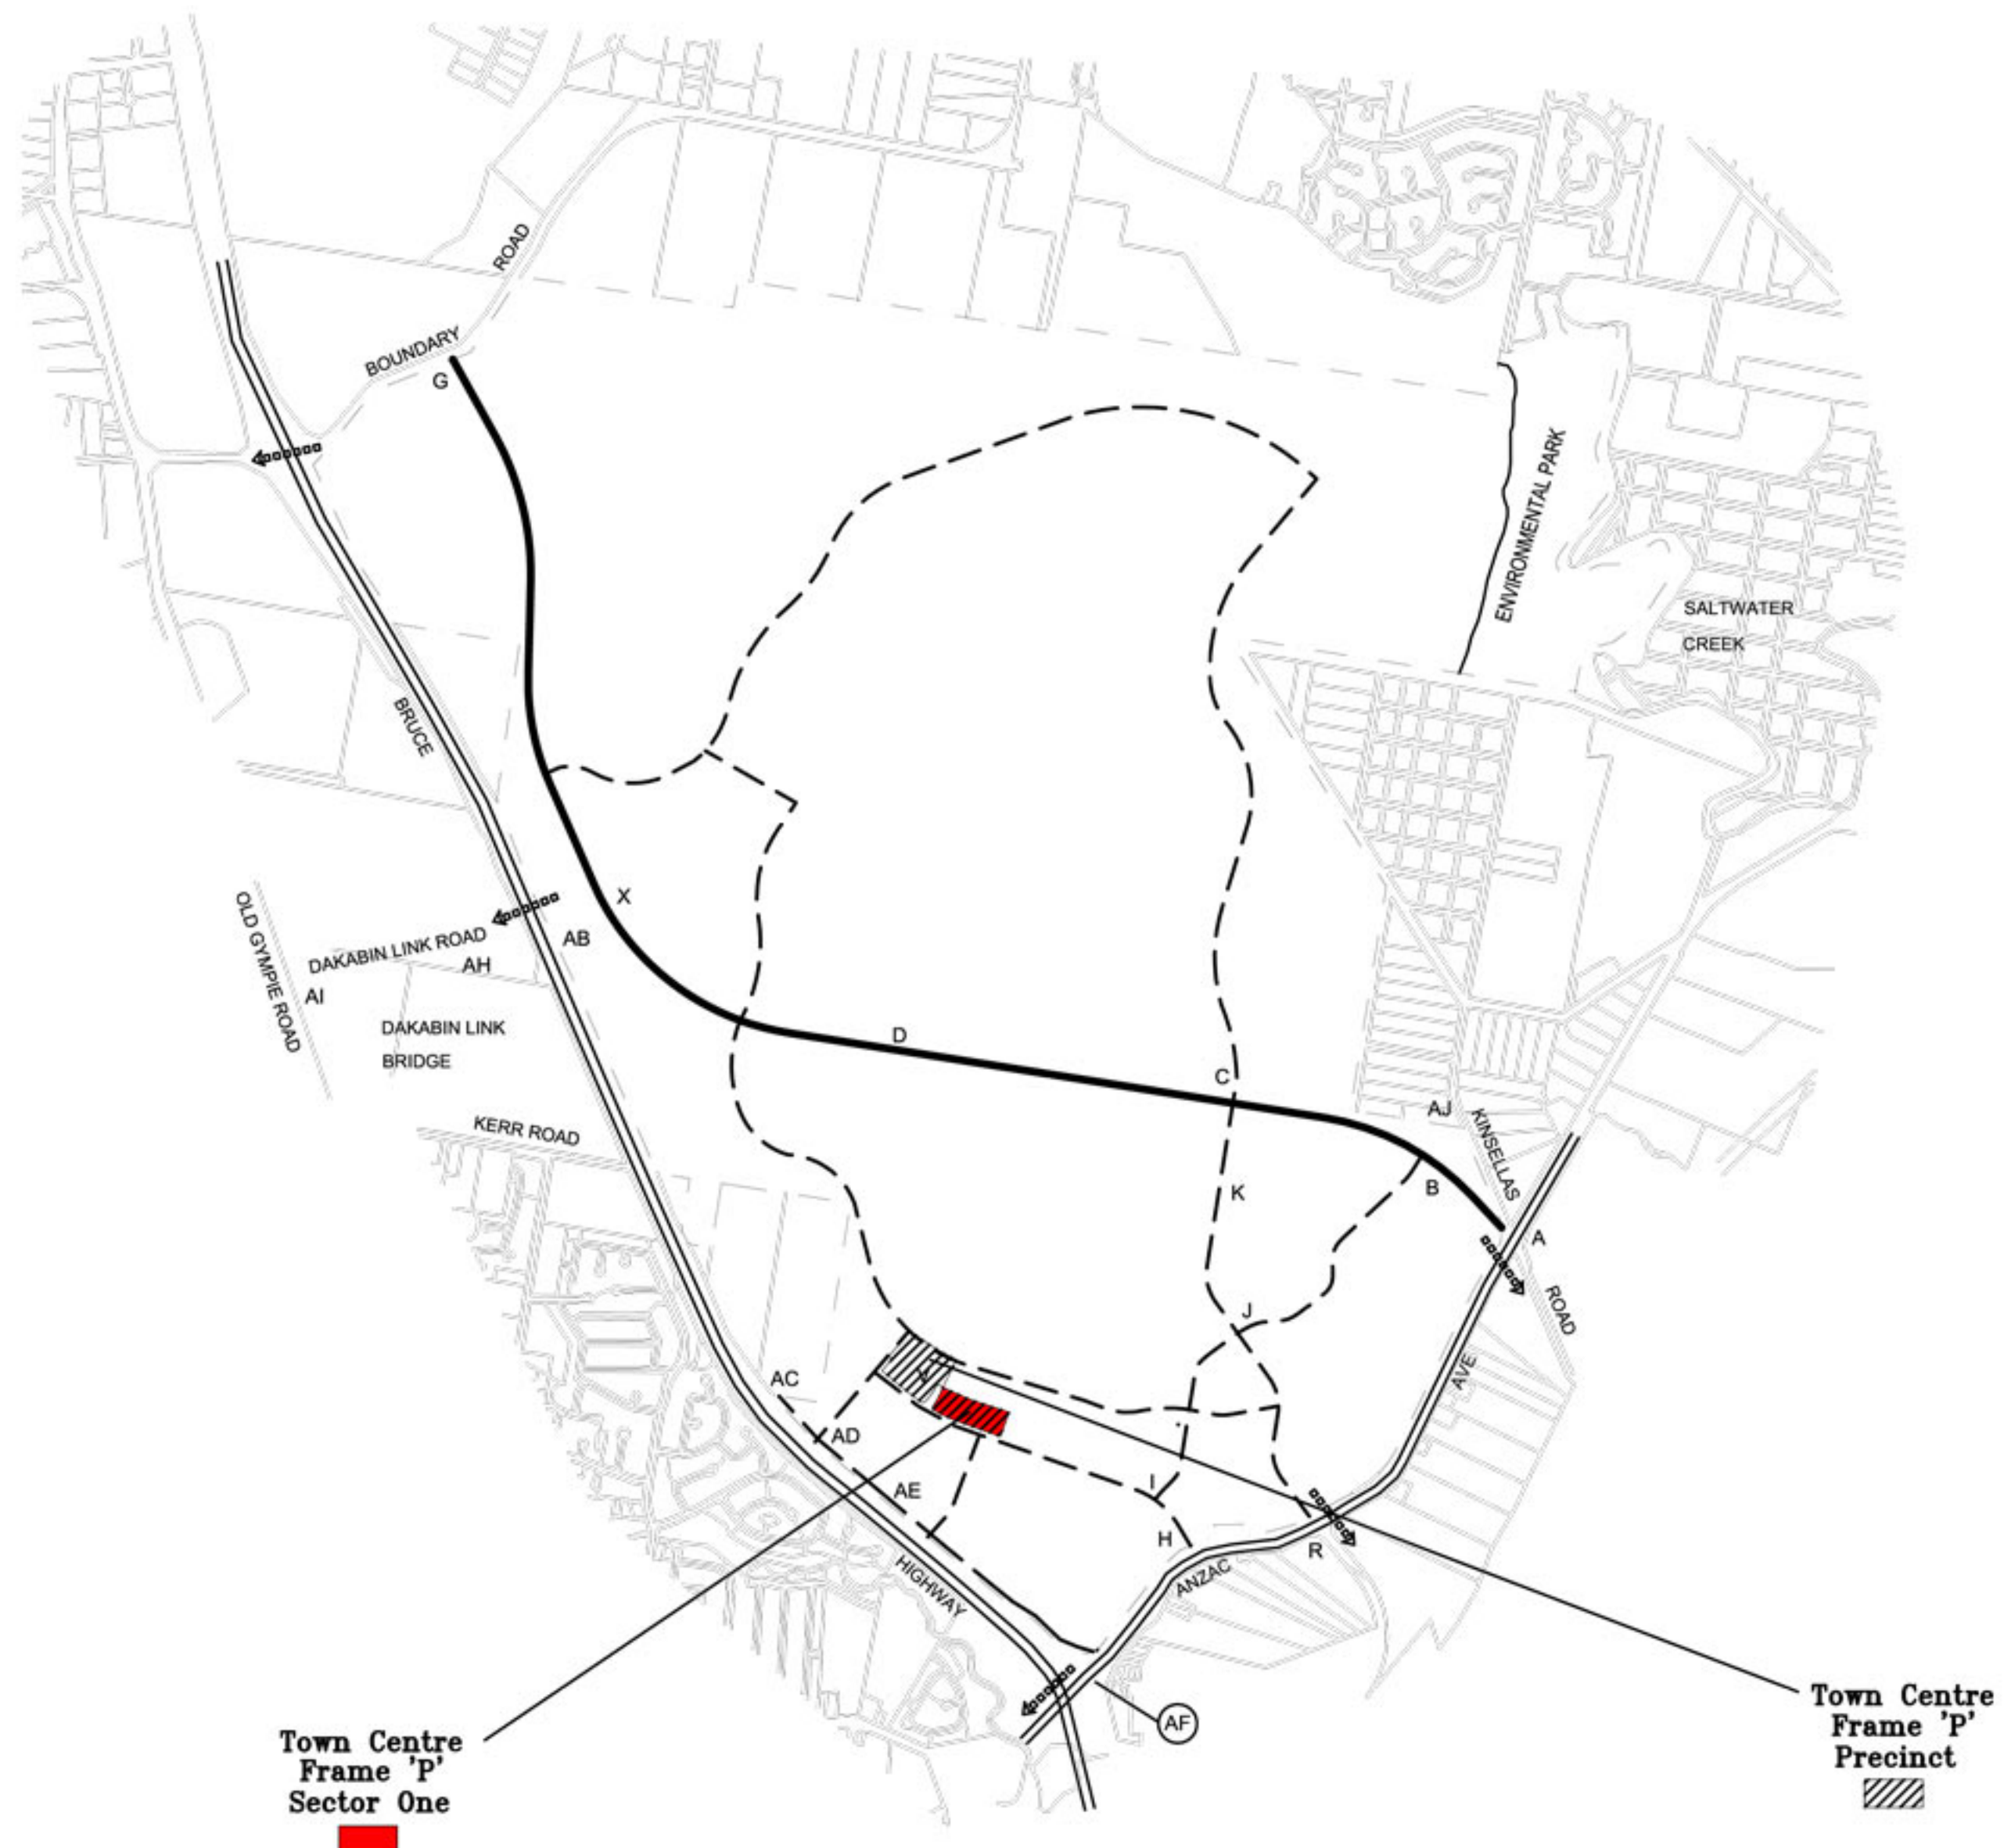 ROAD
BOUNDARY
G
ENVIRONMENTAL PARK
SALTWATER
CREEK
BRUCE
X
OLD GYMPIE ROAD
DAKABIN LINK ROAD
AB
AH
AI
DAKABIN LINK
BRIDGE
D
C
AJ
KINSELLAS
KERR ROAD
K
B
A
ROAD
J
AVE
AC
AD
AE
I
H
R
ANZAC
HIGHWAY
AF
Town Centre
Frame 'P'
Precinct
Town Centre
Frame 'P'
Sector One